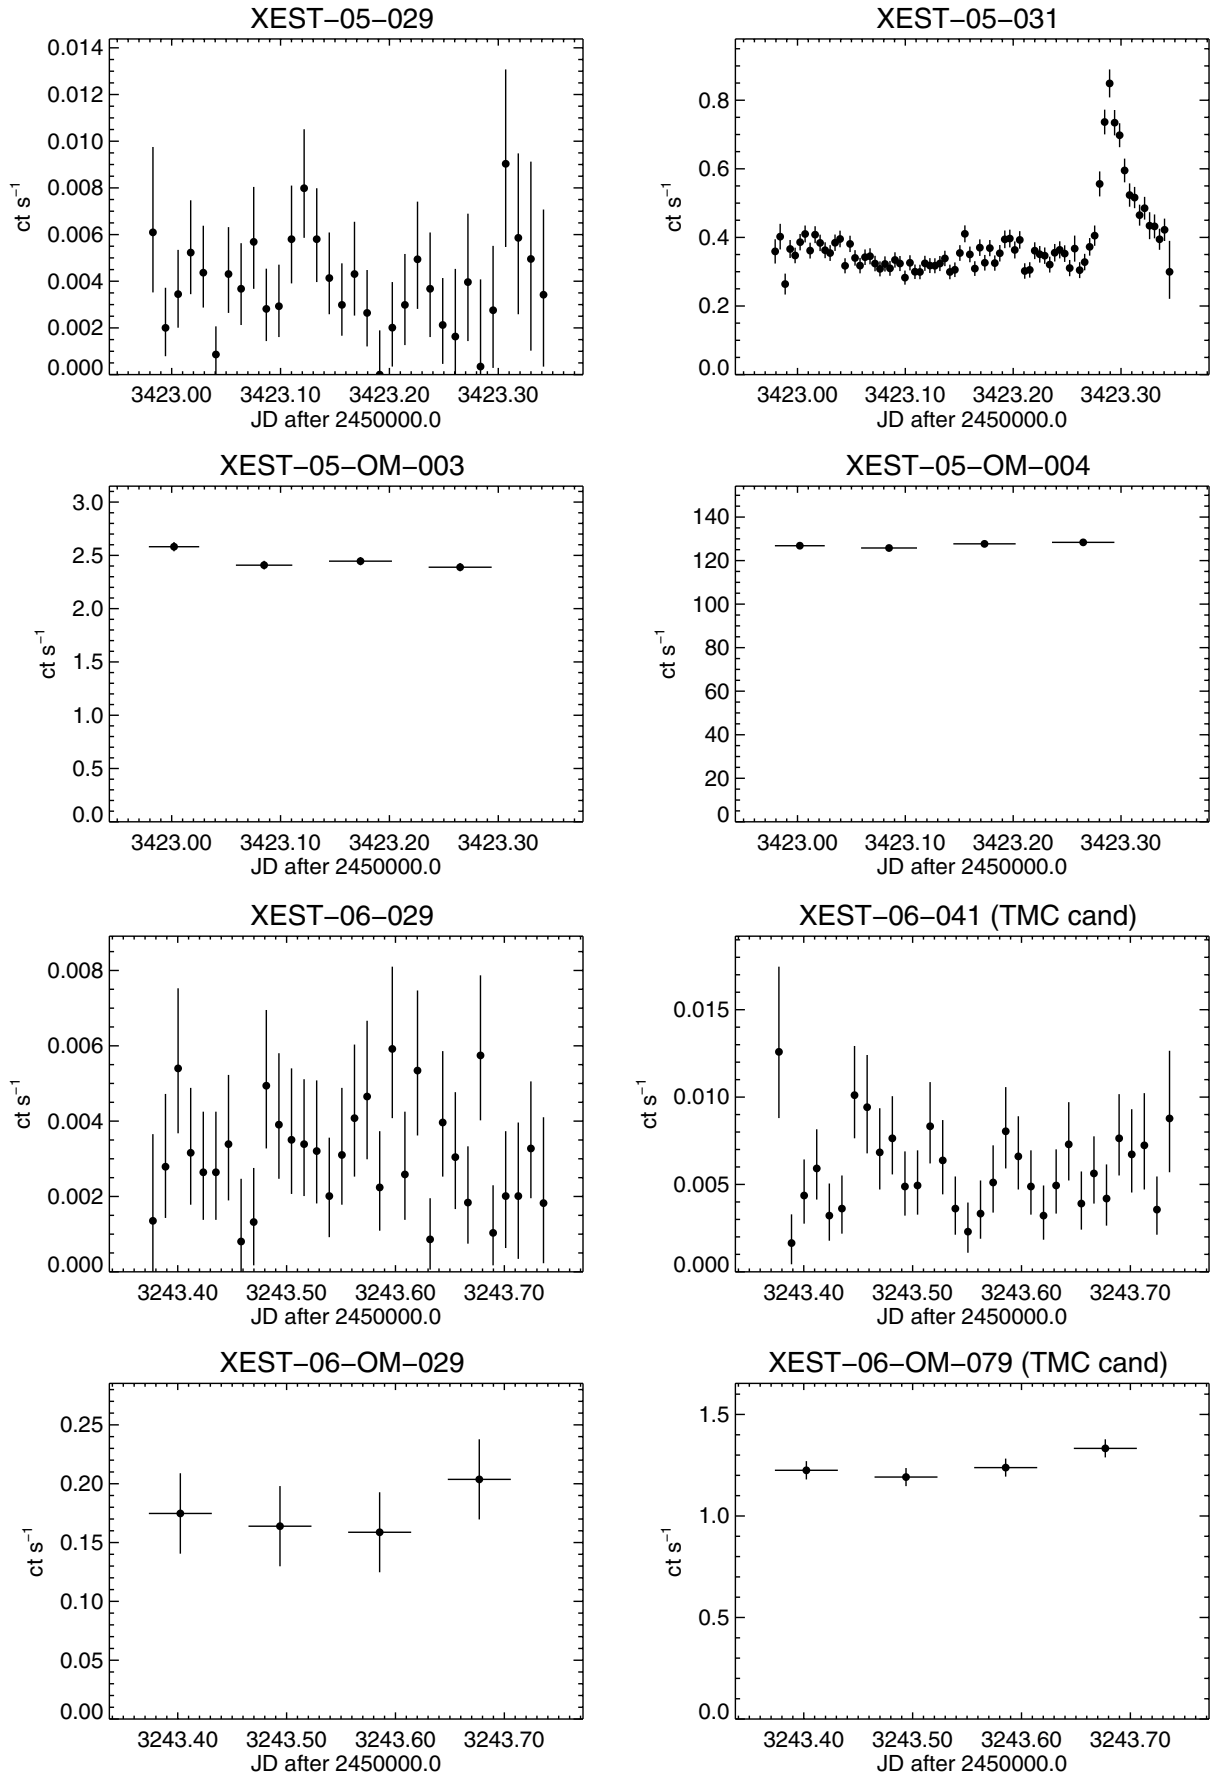 XEST−05−029
0.014
0.012
0.010
0.008
0.006
0.004
0.002
0.000
ct s−1
3423.00 3423.10 3423.20 3423.30
JD after 2450000.0
XEST−05−031
0.8
0.6
0.4
0.2
0.0
ct s−1
3423.00 3423.10 3423.20 3423.30
JD after 2450000.0
XEST−05−OM−003
3.0
2.5
2.0
1.5
1.0
0.5
0.0
ct s−1
3423.00 3423.10 3423.20 3423.30
JD after 2450000.0
XEST−05−OM−004
140
120
100
80
60
40
20
0
ct s−1
3423.00 3423.10 3423.20 3423.30
JD after 2450000.0
XEST−06−029
0.008
0.006
0.004
0.002
0.000
ct s−1
3243.40 3243.50 3243.60 3243.70
JD after 2450000.0
XEST−06−041 (TMC cand)
0.015
0.010
0.005
0.000
ct s−1
3243.40 3243.50 3243.60 3243.70
JD after 2450000.0
XEST−06−OM−029
0.25
0.20
0.15
0.10
0.05
0.00
ct s−1
3243.40 3243.50 3243.60 3243.70
JD after 2450000.0
XEST−06−OM−079 (TMC cand)
1.5
1.0
0.5
0.0
ct s−1
3243.40 3243.50 3243.60 3243.70
JD after 2450000.0